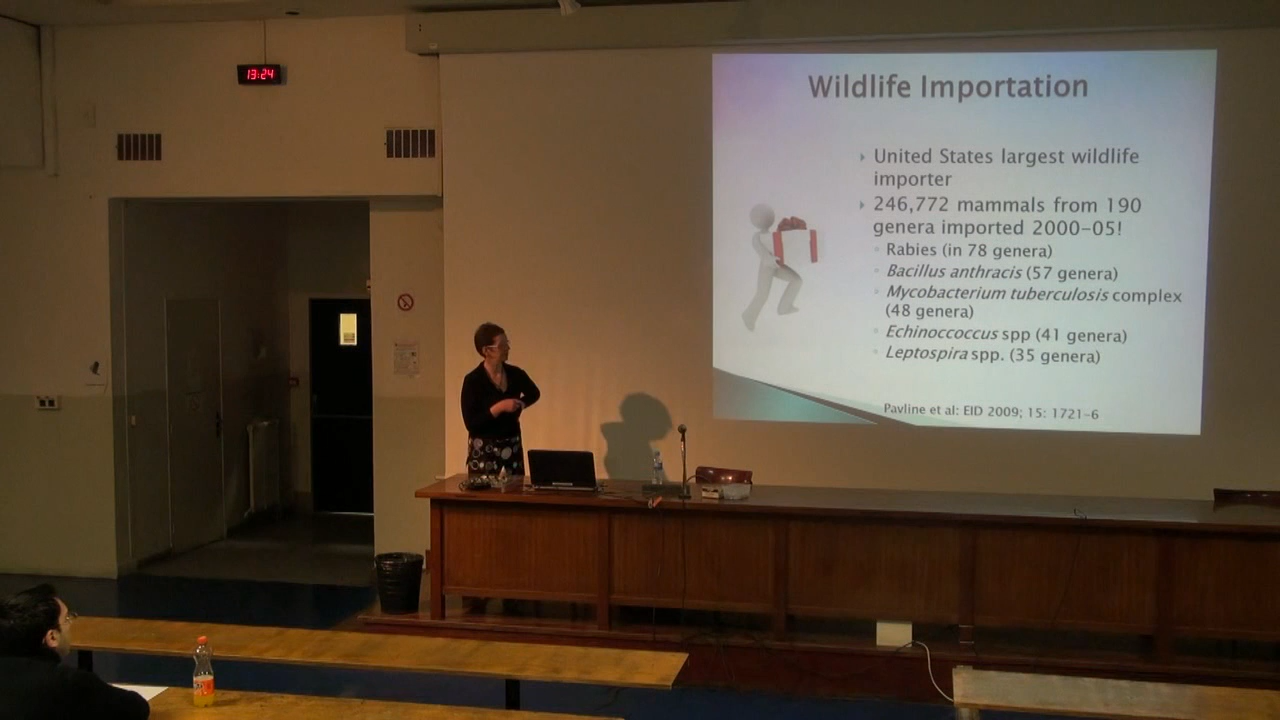 13:24
Wildlife Importation
United States largest wildlife
importer
246,772 mammals from 190
genera imported 2000-05!
Rabies (in 78 genera)
Bacillus anthracis (57 genera)
Mycobacterium tuberculosis complex
(48 genera)
Echinoccoccus spp (41 genera)
Leptospira spp. (35 genera)
Pavline et al: EID 2009; 15: 1721-6